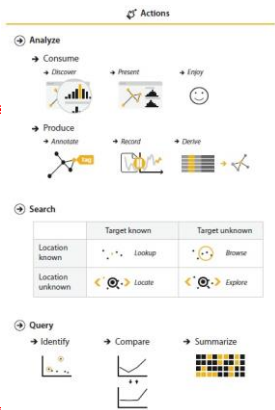 Actions
Analyze
→ Consume
→ Discover → Present → Enjoy
→ Produce
→ Annotate → Record → Derive
tag
Search
Target known Target unknown
Location known Lookup Browse
Location unknown Locate Explore
Query
→ Identify → Compare → Summarize